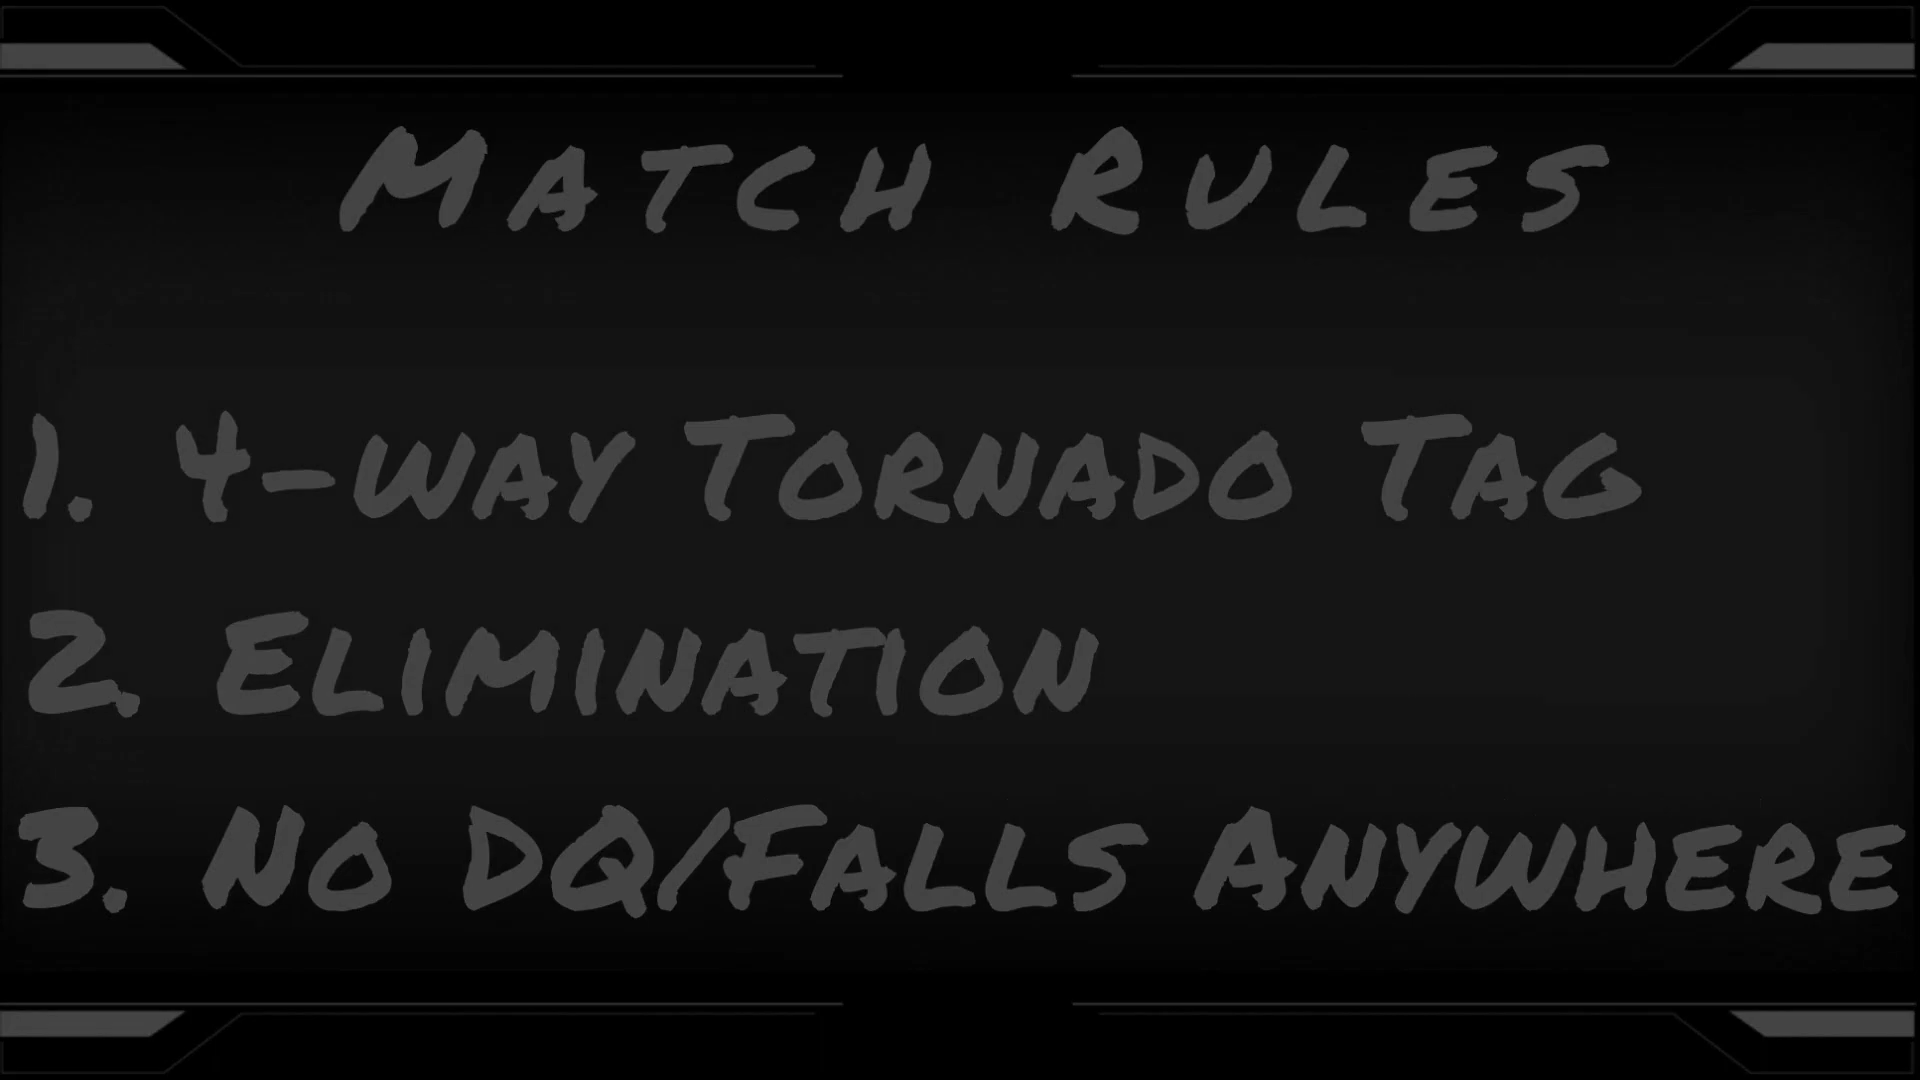 Match Rules
1. 4-way Tornado Tag
2. Elimination
3. No DQ/Falls Anywhere